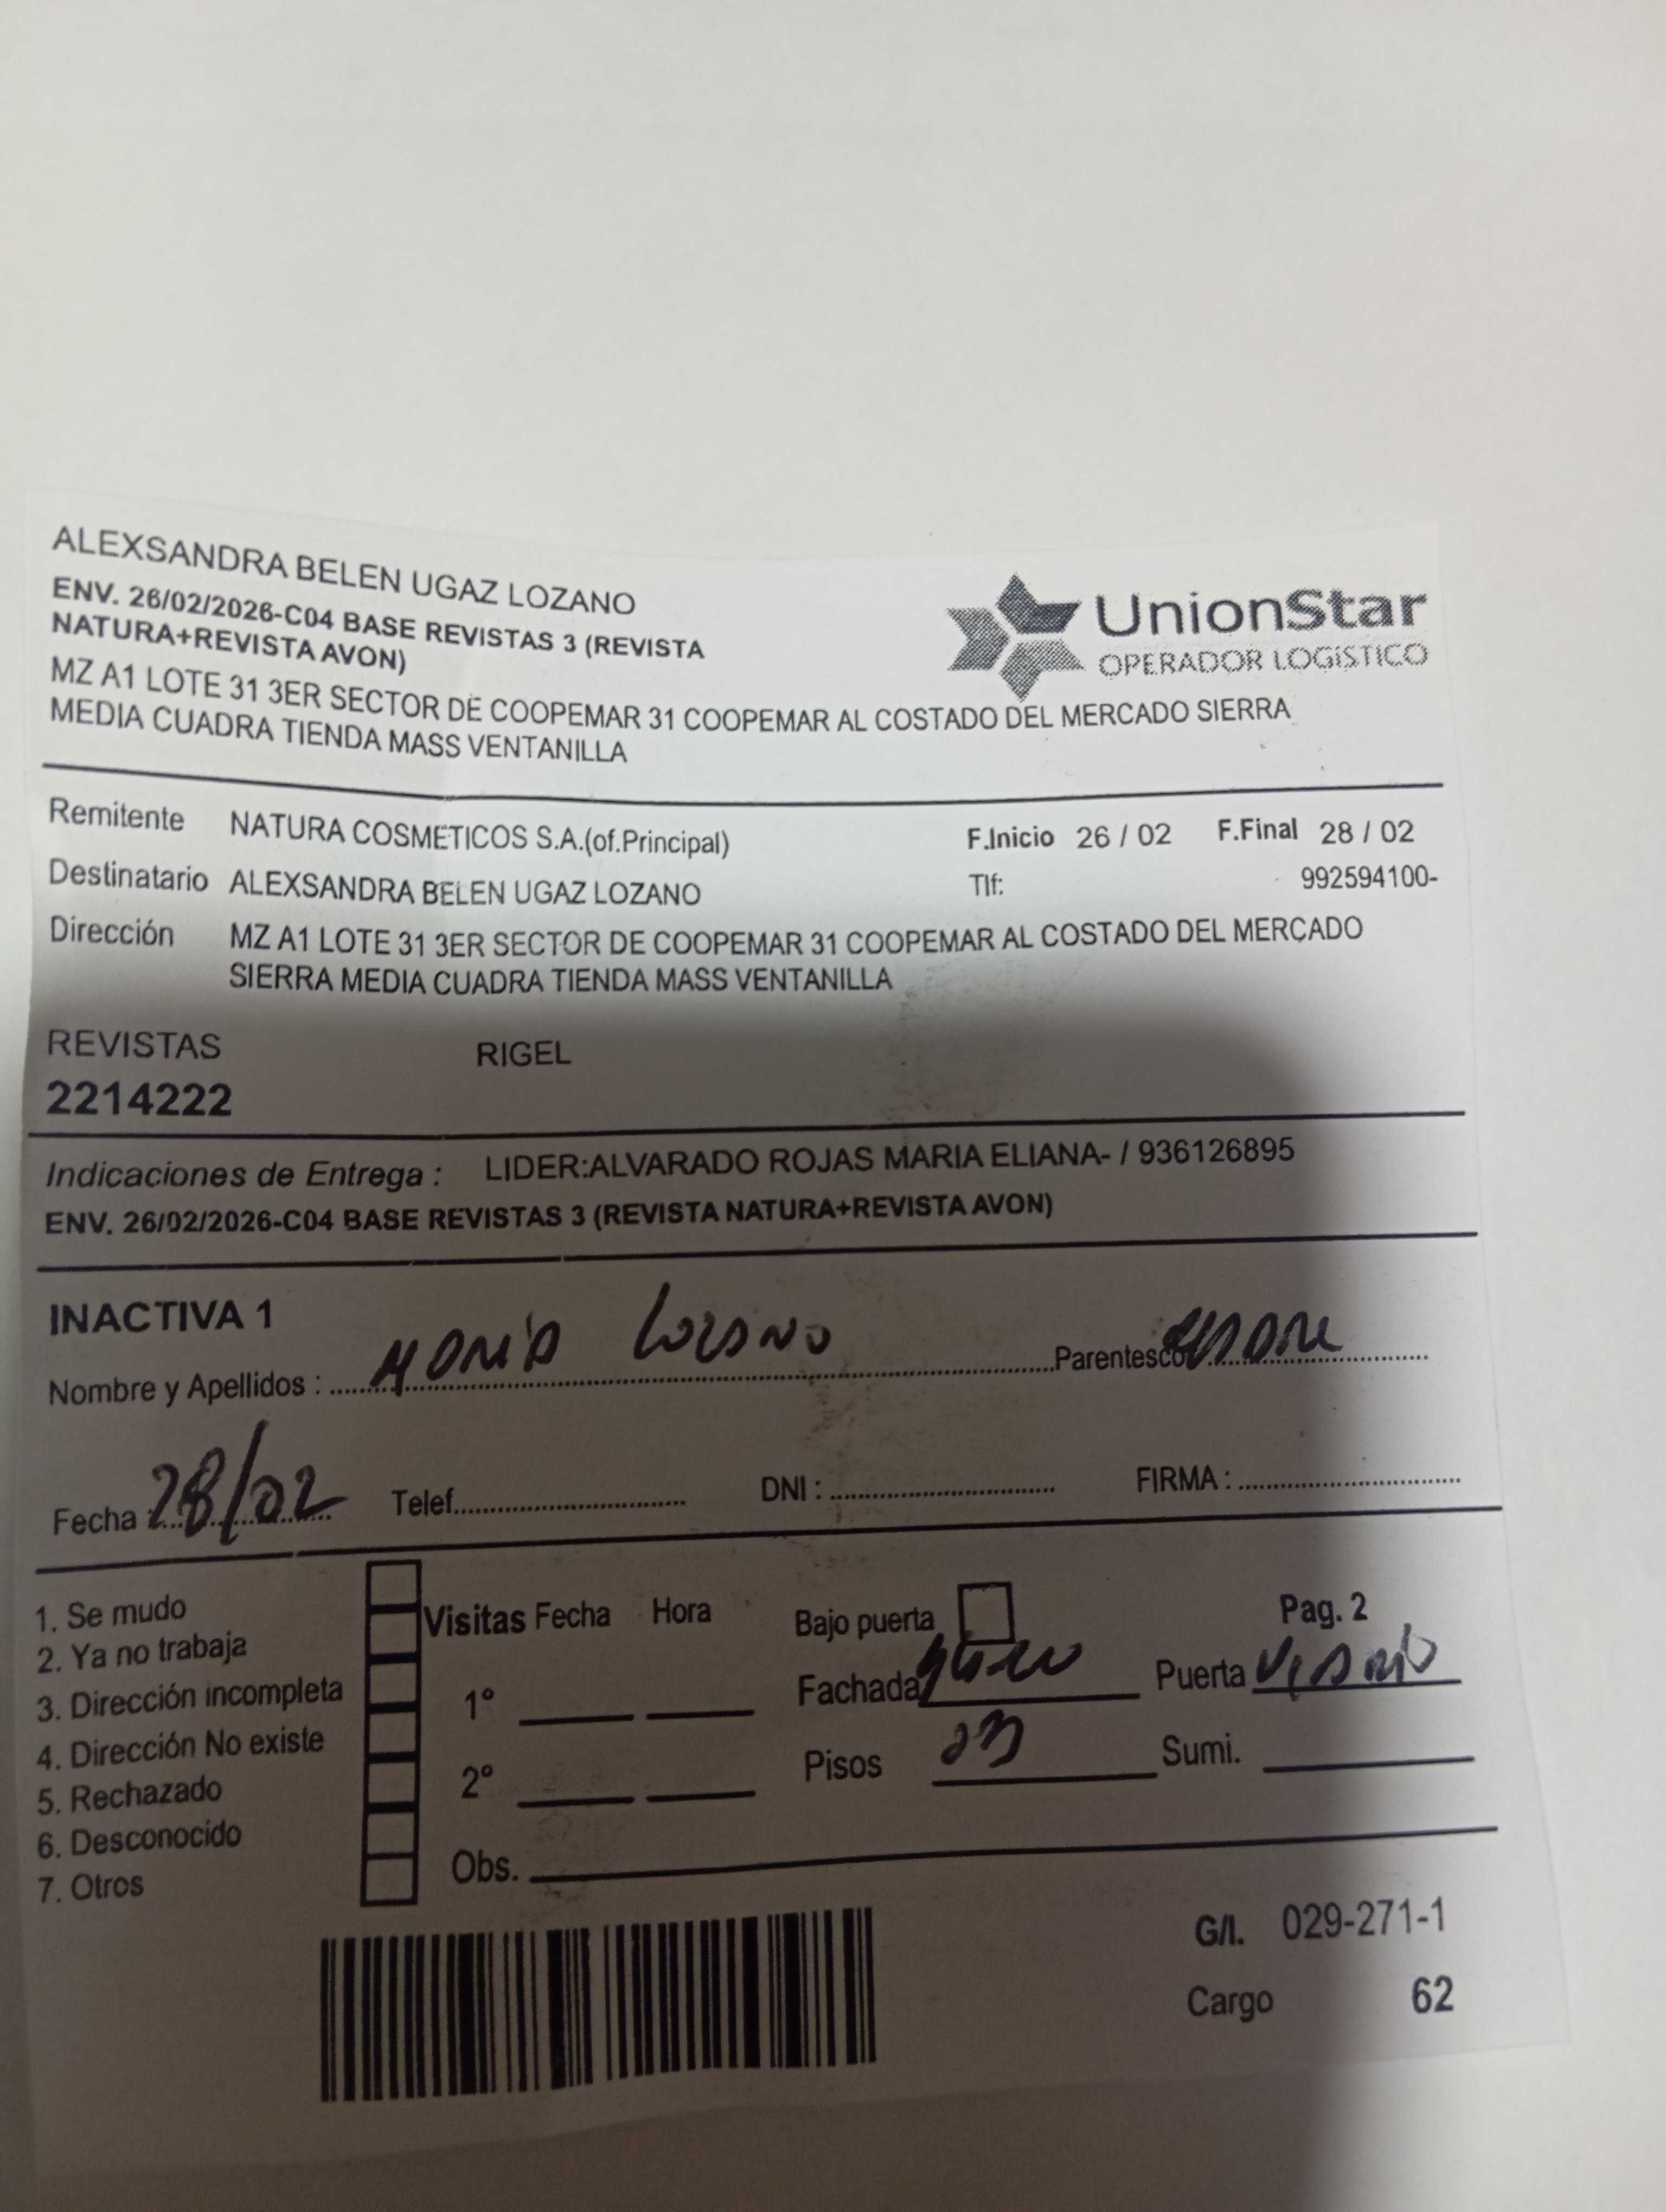 ALEXSANDRA BELEN UGAZ LOZANO
ENV. 26/02/2026-C04 BASE REVISTAS 3 (REVISTA
NATURA+REVISTA AVON)
UnionStar
OPERADOR LOGÍSTICO
MZ A1 LOTE 31 3ER SECTOR DE COOPEMAR 31 COOPEMAR AL COSTADO DEL MERCADO SIERRA
MEDIA CUADRA TIENDA MASS VENTANILLA
Remitente NATURA COSMETICOS S.A.(of.Principal) F.Inicio 26 / 02 F.Final 28 / 02
Destinatario ALEXSANDRA BELEN UGAZ LOZANO Tlf: 992594100-
Dirección MZ A1 LOTE 31 3ER SECTOR DE COOPEMAR 31 COOPEMAR AL COSTADO DEL MERCADO
SIERRA MEDIA CUADRA TIENDA MASS VENTANILLA
REVISTAS RIGEL
2214222
Indicaciones de Entrega : LIDER:ALVARADO ROJAS MARIA ELIANA- / 936126895
ENV. 26/02/2026-C04 BASE REVISTAS 3 (REVISTA NATURA+REVISTA AVON)
INACTIVA 1
Nombre y Apellidos : Lozano Parentesco
Fecha 28/02 Telef. DNI : FIRMA :
1. Se mudo
2. Ya no trabaja
3. Dirección incompleta
4. Dirección No existe
5. Rechazado
6. Desconocido
7. Otros
Visitas Fecha Hora
1°
2°
Obs.
Bajo puerta Pag. 2
Fachada Puerta
Pisos Sumi.
G/I. 029-271-1
Cargo 62